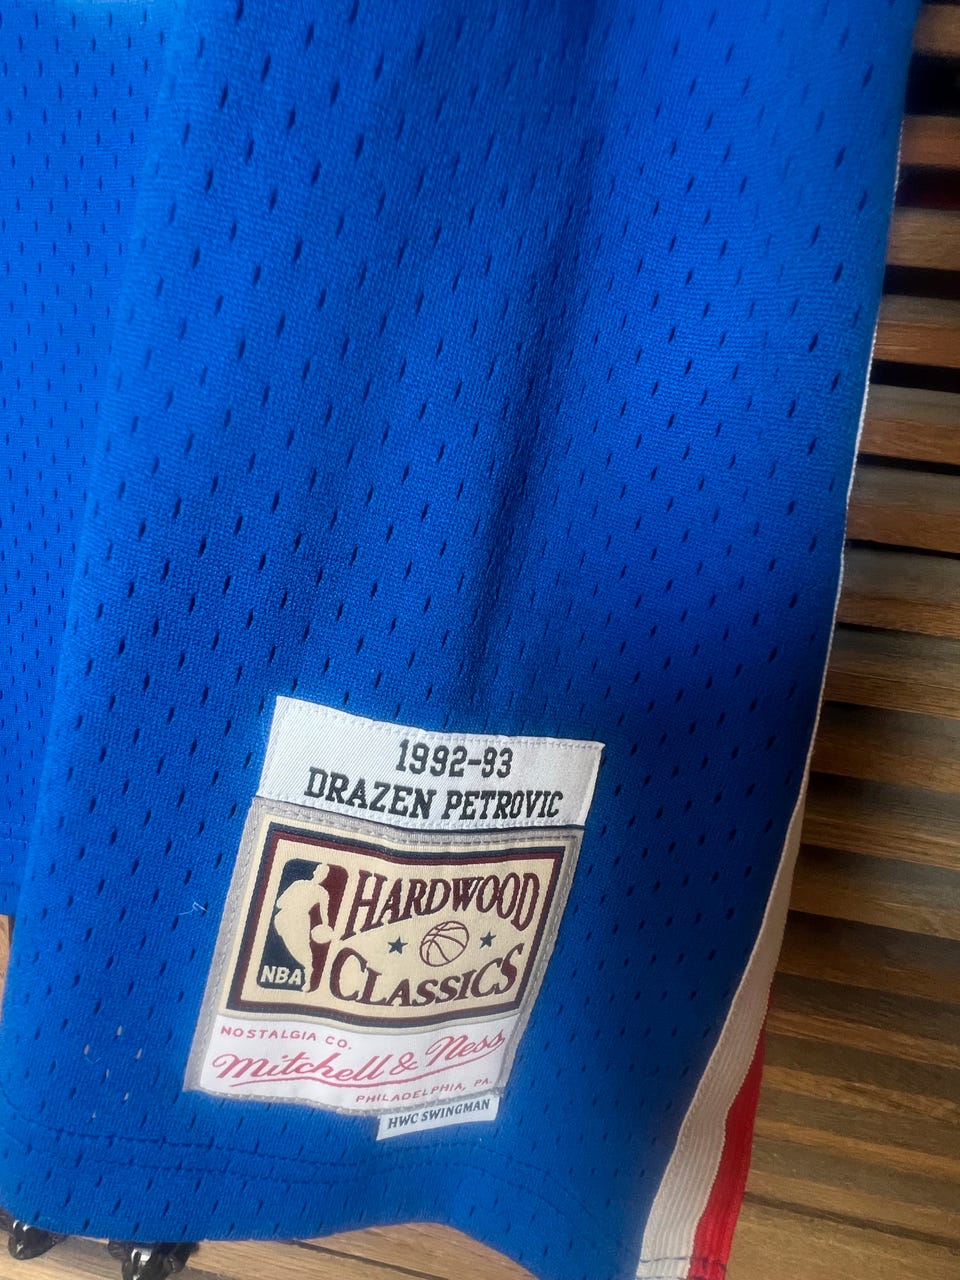 1992-93
DRAZEN PETROVIC
HARDWOOD
CLASSICS
NBA
NOSTALGIA CO.
Mitchell & Ness
PHILADELPHIA, PA.
HWC SWINGMAN